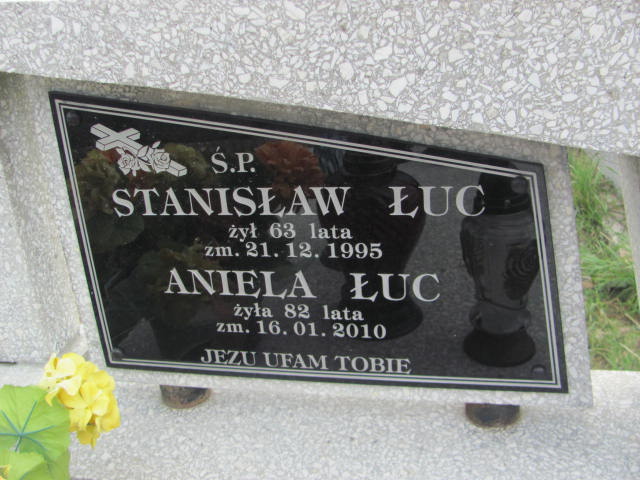 Ś.P.
STANISŁAW ŁUC
żył 63 lata
zm. 21. 12. 1995
ANIELA ŁUC
żyła 82 lata
zm. 16. 01. 2010
JEZU UFAM TOBIE